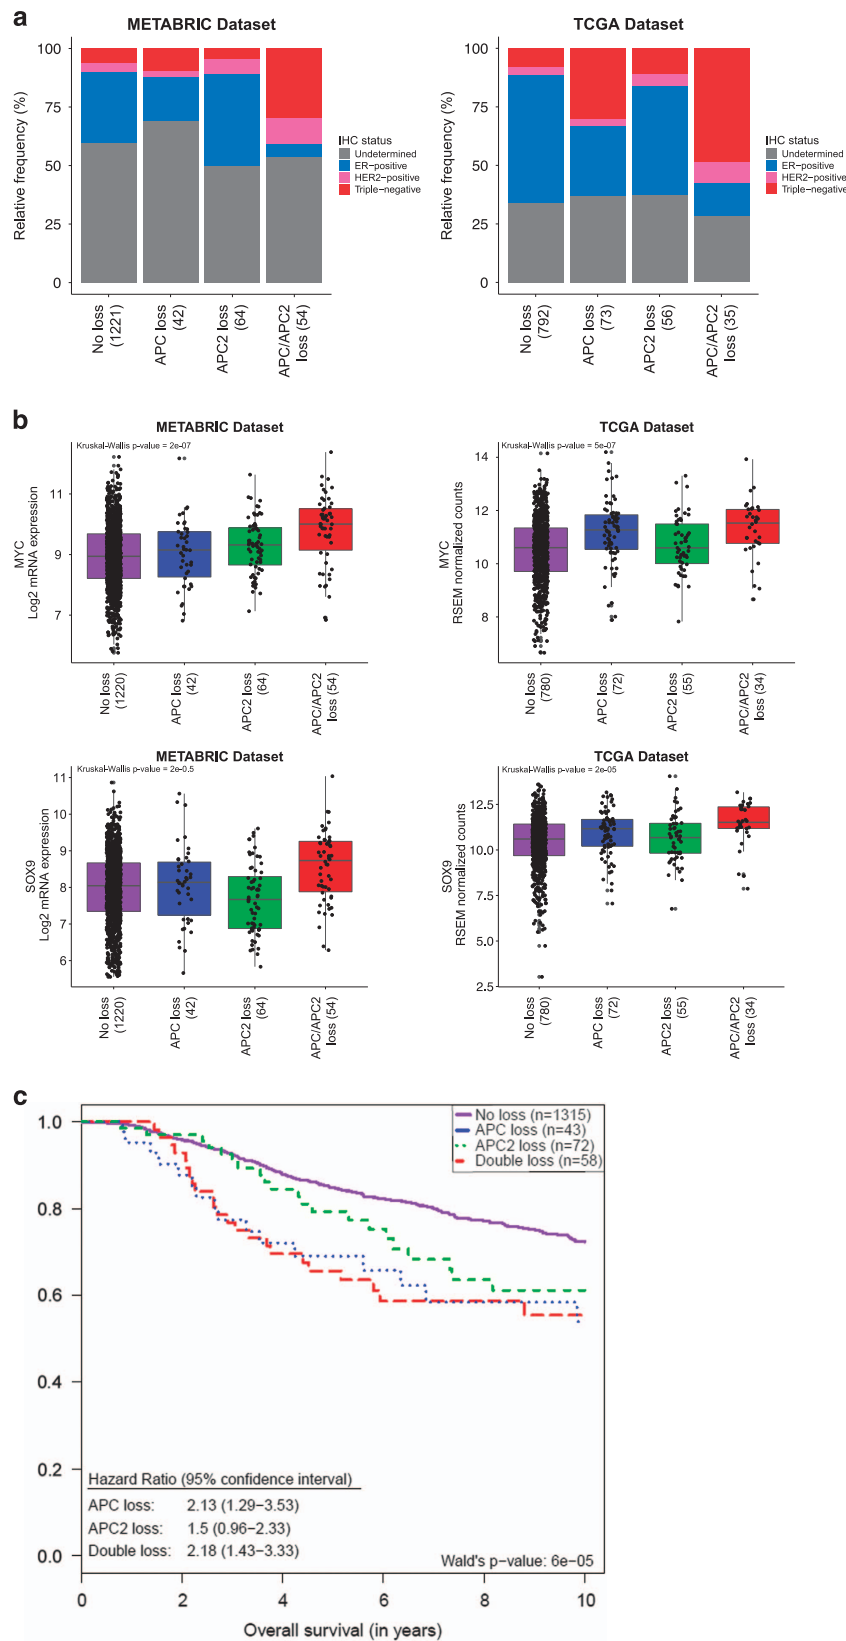 a
METABRIC Dataset
100
75
50
25
0
Relative frequency (%)
No loss
(1221)
APC loss
(42)
APC2 loss
(64)
APC/APC2
loss (54)
IHC status
Undetermined
ER-positive
HER2-positive
Triple-negative
TCGA Dataset
100
75
50
25
0
Relative frequency (%)
No loss
(792)
APC loss
(73)
APC2 loss
(56)
APC/APC2
loss (35)
IHC status
Undetermined
ER-positive
HER2-positive
Triple-negative
b
METABRIC Dataset
Kruskal-Wallis p-value = 2e-07
11
9
7
MYC
Log2 mRNA expression
No loss
(1220)
APC loss
(42)
APC2 loss
(64)
APC/APC2
loss (54)
TCGA Dataset
Kruskal-Wallis p-value = 5e-07
14
12
10
8
MYC
RSEM normalized counts
No loss
(780)
APC loss
(72)
APC2 loss
(55)
APC/APC2
loss (34)
METABRIC Dataset
Kruskal-Wallis p-value = 2e-0.5
11
10
9
8
7
6
SOX9
Log2 mRNA expression
No loss
(1220)
APC loss
(42)
APC2 loss
(64)
APC/APC2
loss (54)
TCGA Dataset
Kruskal-Wallis p-value = 2e-05
12.5
10.0
7.5
5.0
2.5
SOX9
RSEM normalized counts
No loss
(780)
APC loss
(72)
APC2 loss
(55)
APC/APC2
loss (34)
c
No loss (n=1315)
APC loss (n=43)
APC2 loss (n=72)
Double loss (n=58)
1.0
0.8
0.6
0.4
0.2
0.0
Hazard Ratio (95% confidence interval)
APC loss: 2.13 (1.29−3.53)
APC2 loss: 1.5 (0.96−2.33)
Double loss: 2.18 (1.43−3.33)
Wald's p−value: 6e−05
0 2 4 6 8 10
Overall survival (in years)